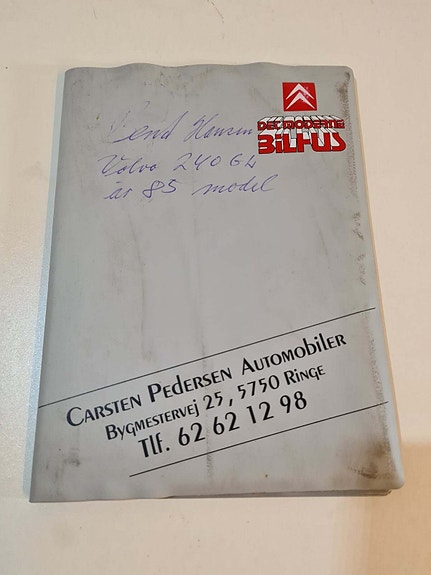 DET MODERNE
BILHUS
Hansen
Volvo 240 GL
år 85 model
CARSTEN PEDERSEN AUTOMOBILER
BYGMESTERVEJ 25, 5750 RINGE
TLF. 62 62 12 98